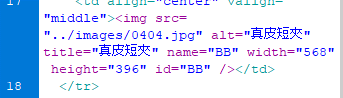 17 <td align="center" valign=
"middle"><img src=
"../images/0404.jpg" alt="真皮短夾"
title="真皮短夾" name="BB" width="568"
height="396" id="BB" /></td>
18 </tr>